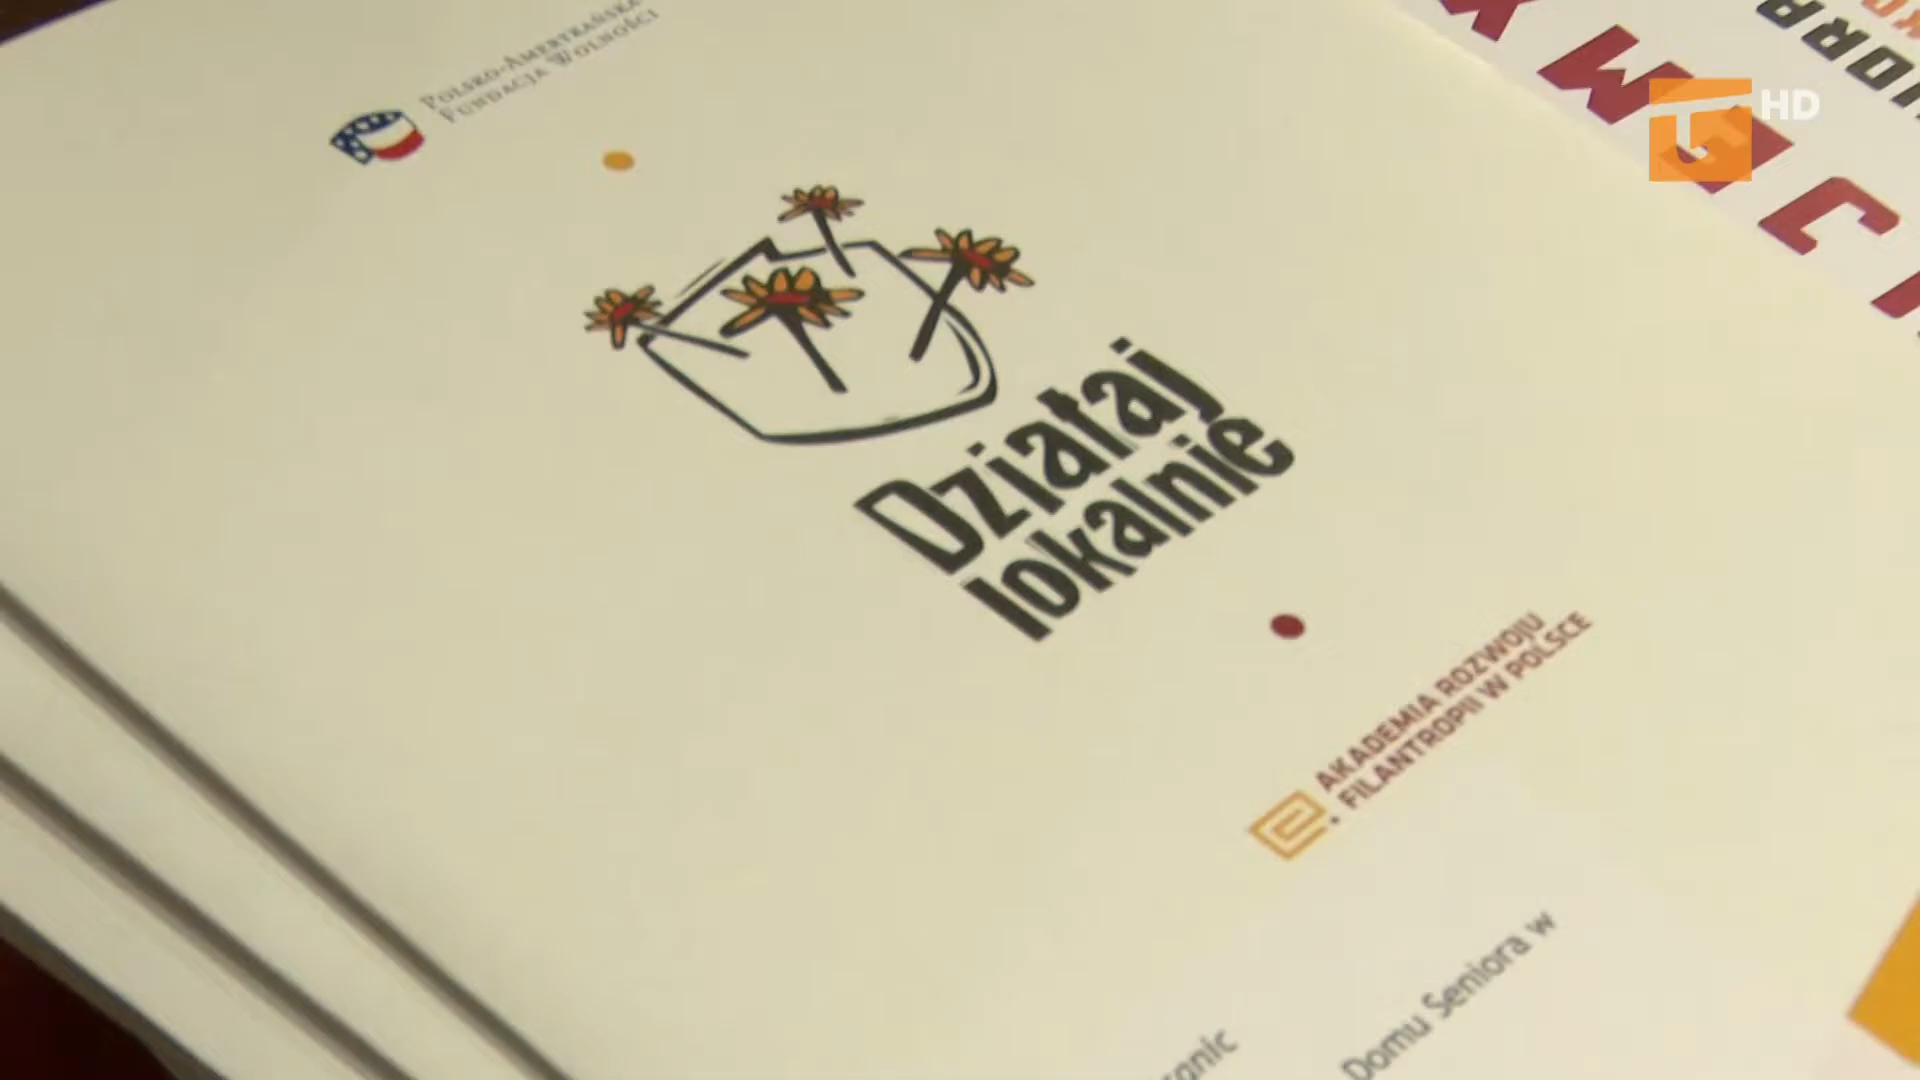 Polsko-Amerykańska
Fundacja Wolności
HD
Działaj
lokalnie
AKADEMIA ROZWOJU
FILANTROPII W POLSCE
Domu Seniora w